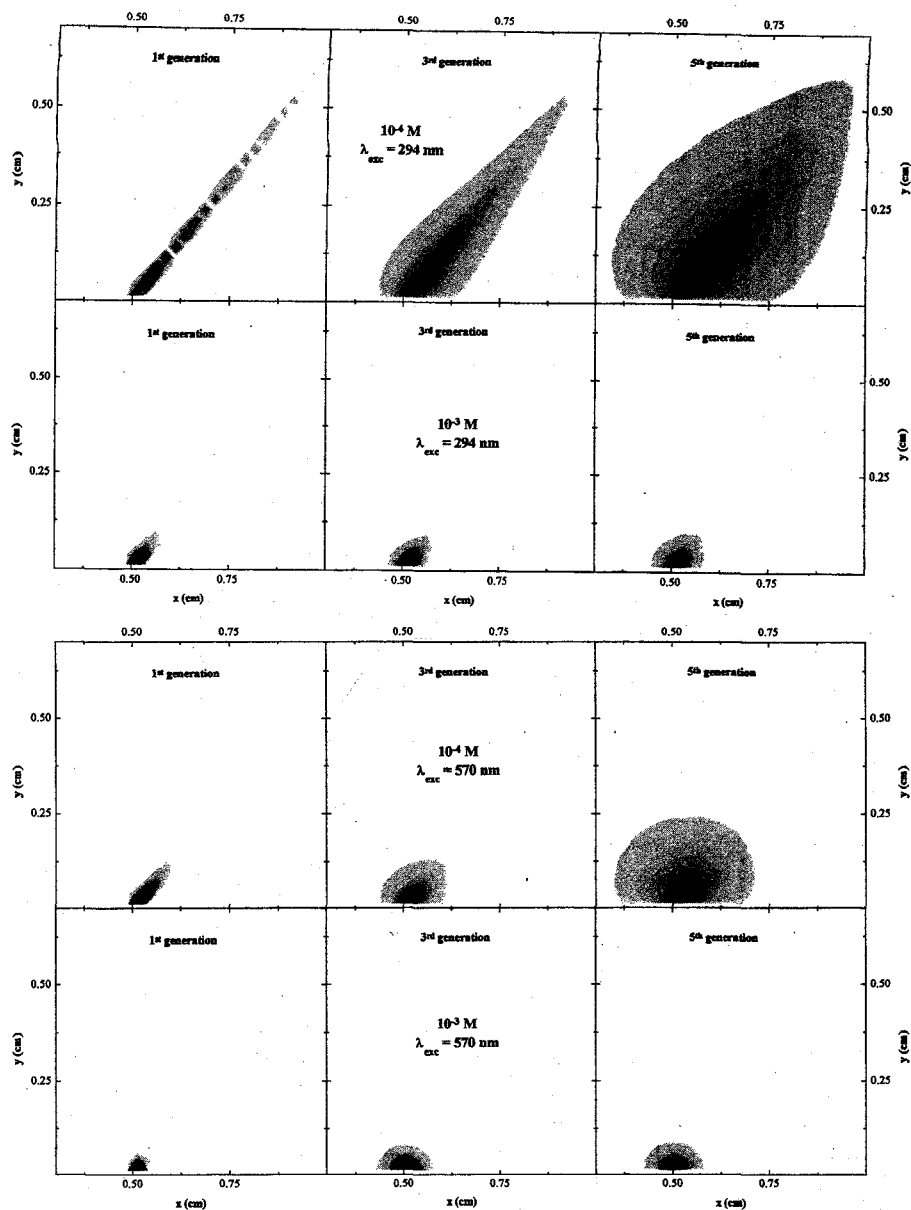 0.50 0.75 0.50 0.75 0.50 0.75
1st generation 3rd generation 5th generation
10-4 M
λexc = 294 nm
0.50 0.50
0.25 0.25
y (cm) y (cm)
1st generation 3rd generation 5th generation
10-3 M
λexc = 294 nm
0.50 0.50
0.25 0.25
y (cm) y (cm)
0.50 0.75 0.50 0.75 0.50 0.75
x (cm) x (cm) x (cm)
0.50 0.75 0.50 0.75 0.50 0.75
1st generation 3rd generation 5th generation
10-4 M
λexc = 570 nm
0.50 0.50
0.25 0.25
y (cm) y (cm)
1st generation 3rd generation 5th generation
10-3 M
λexc = 570 nm
0.50 0.50
0.25 0.25
y (cm) y (cm)
0.50 0.75 0.50 0.75 0.50 0.75
x (cm) x (cm) x (cm)